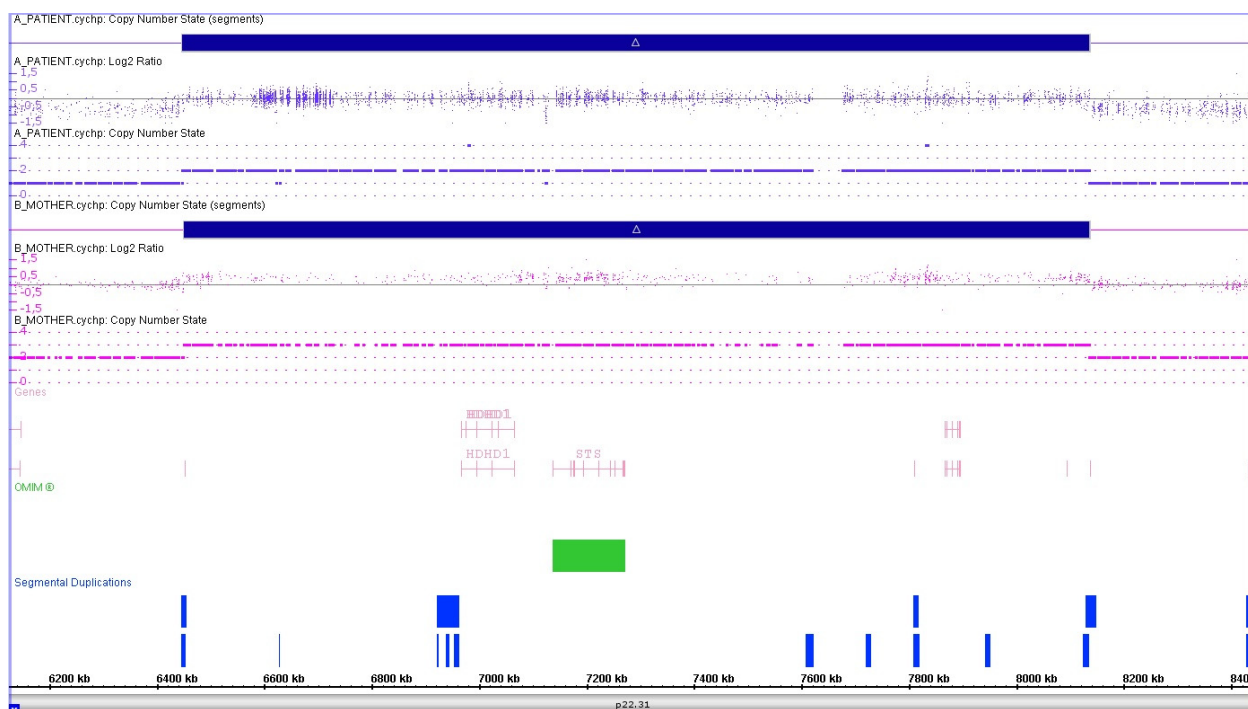 A_PATIENT.cychp: Copy Number State (segments)
A_PATIENT.cychp: Log2 Ratio
1,5
0,5
-0,5
-1,5
A_PATIENT.cychp: Copy Number State
4
2
0
B_MOTHER.cychp: Copy Number State (segments)
B_MOTHER.cychp: Log2 Ratio
1,5
0,5
-0,5
-1,5
B_MOTHER.cychp: Copy Number State
4
2
0
Genes
HDHD1
HDHD1 STS
OMIM ®
Segmental Duplications
6200 kb 6400 kb 6600 kb 6800 kb 7000 kb 7200 kb 7400 kb 7600 kb 7800 kb 8000 kb 8200 kb 840
p22.31